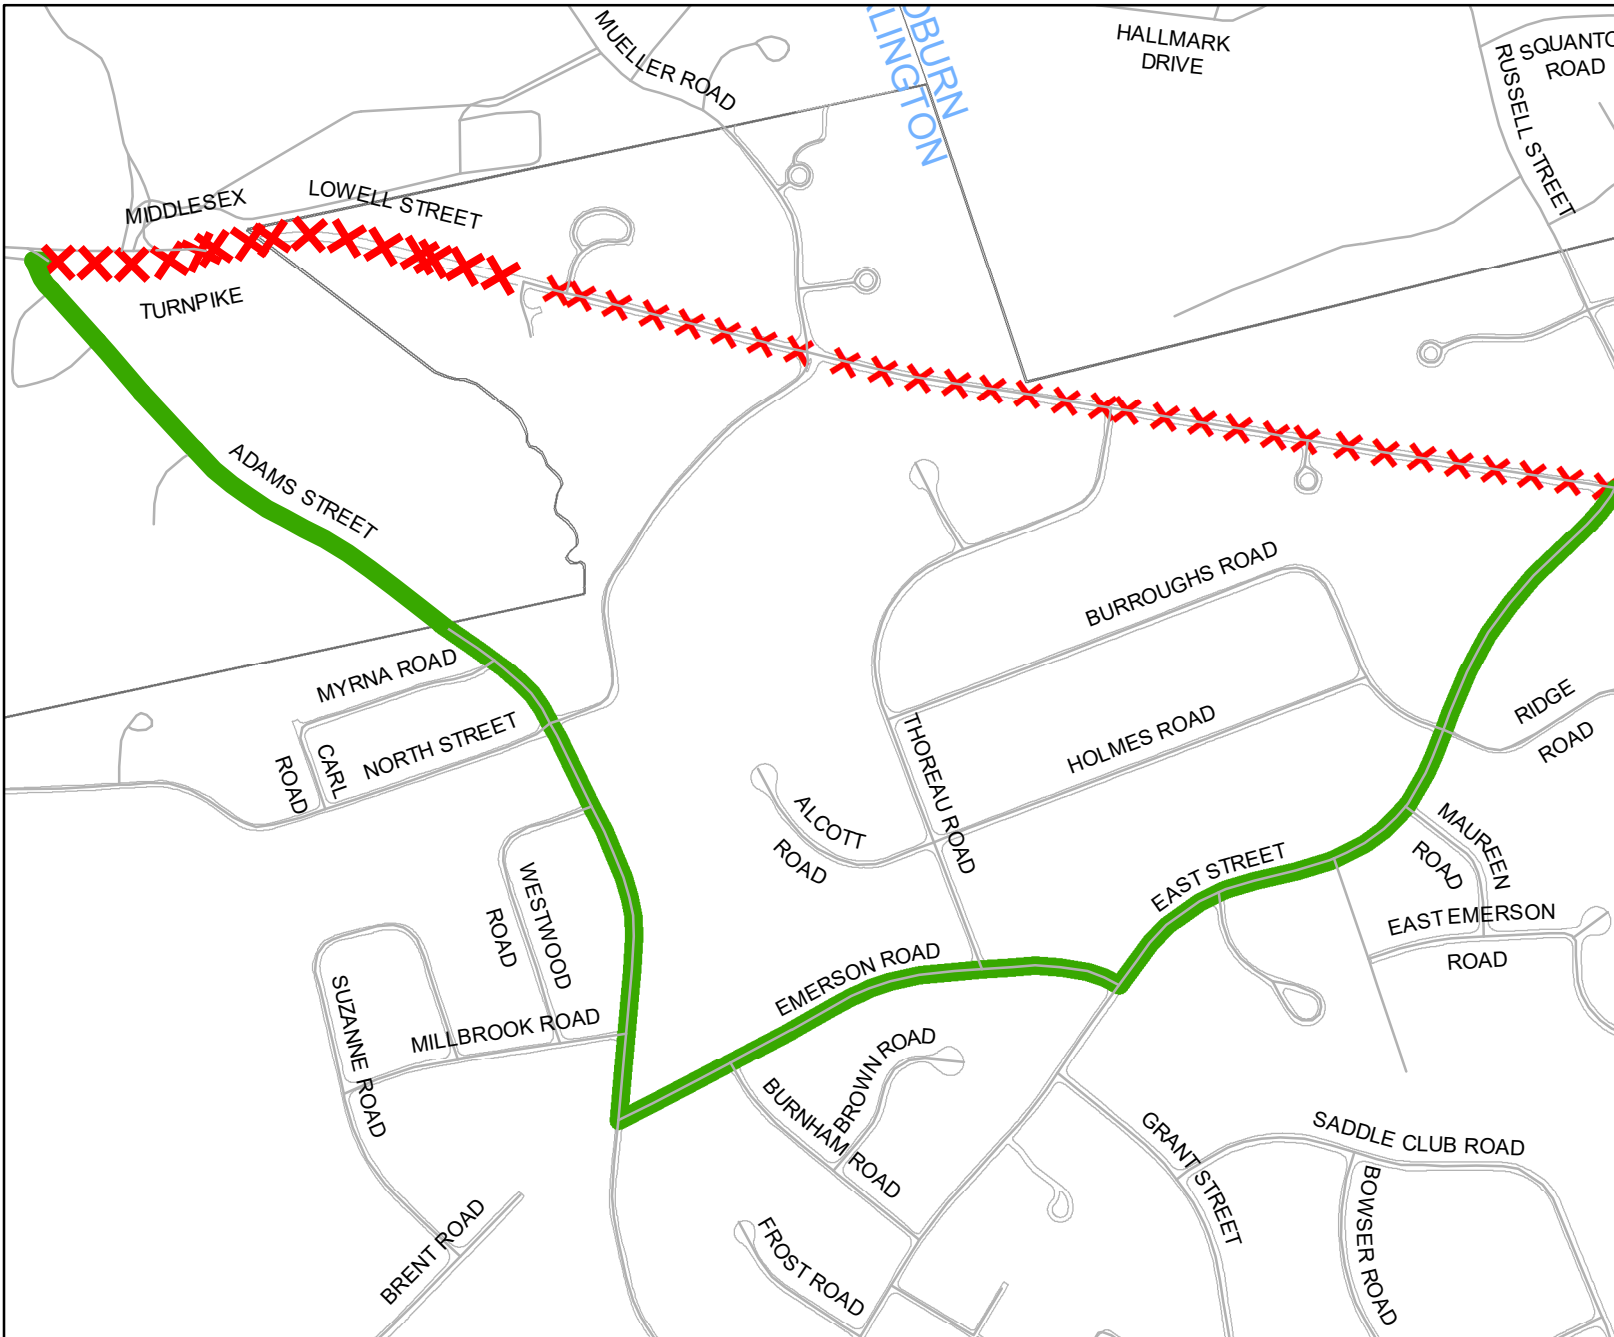 MUELLER ROAD
OBURN
LINGTON
HALLMARK
DRIVE
RUSSELL STREET
SQUANTO
ROAD
MIDDLESEX
TURNPIKE
LOWELL STREET
ADAMS STREET
MYRNA ROAD
CARL
ROAD
NORTH STREET
BURROUGHS ROAD
HOLMES ROAD
THOREAU ROAD
RIDGE
ROAD
ALCOTT
ROAD
MAUREEN
ROAD
EAST STREET
EAST EMERSON
ROAD
WESTWOOD
ROAD
EMERSON ROAD
SUZANNE ROAD
MILLBROOK ROAD
BROWN ROAD
BURNHAM ROAD
GRANT STREET
SADDLE CLUB ROAD
BOWSER ROAD
BRENT ROAD
FROST ROAD